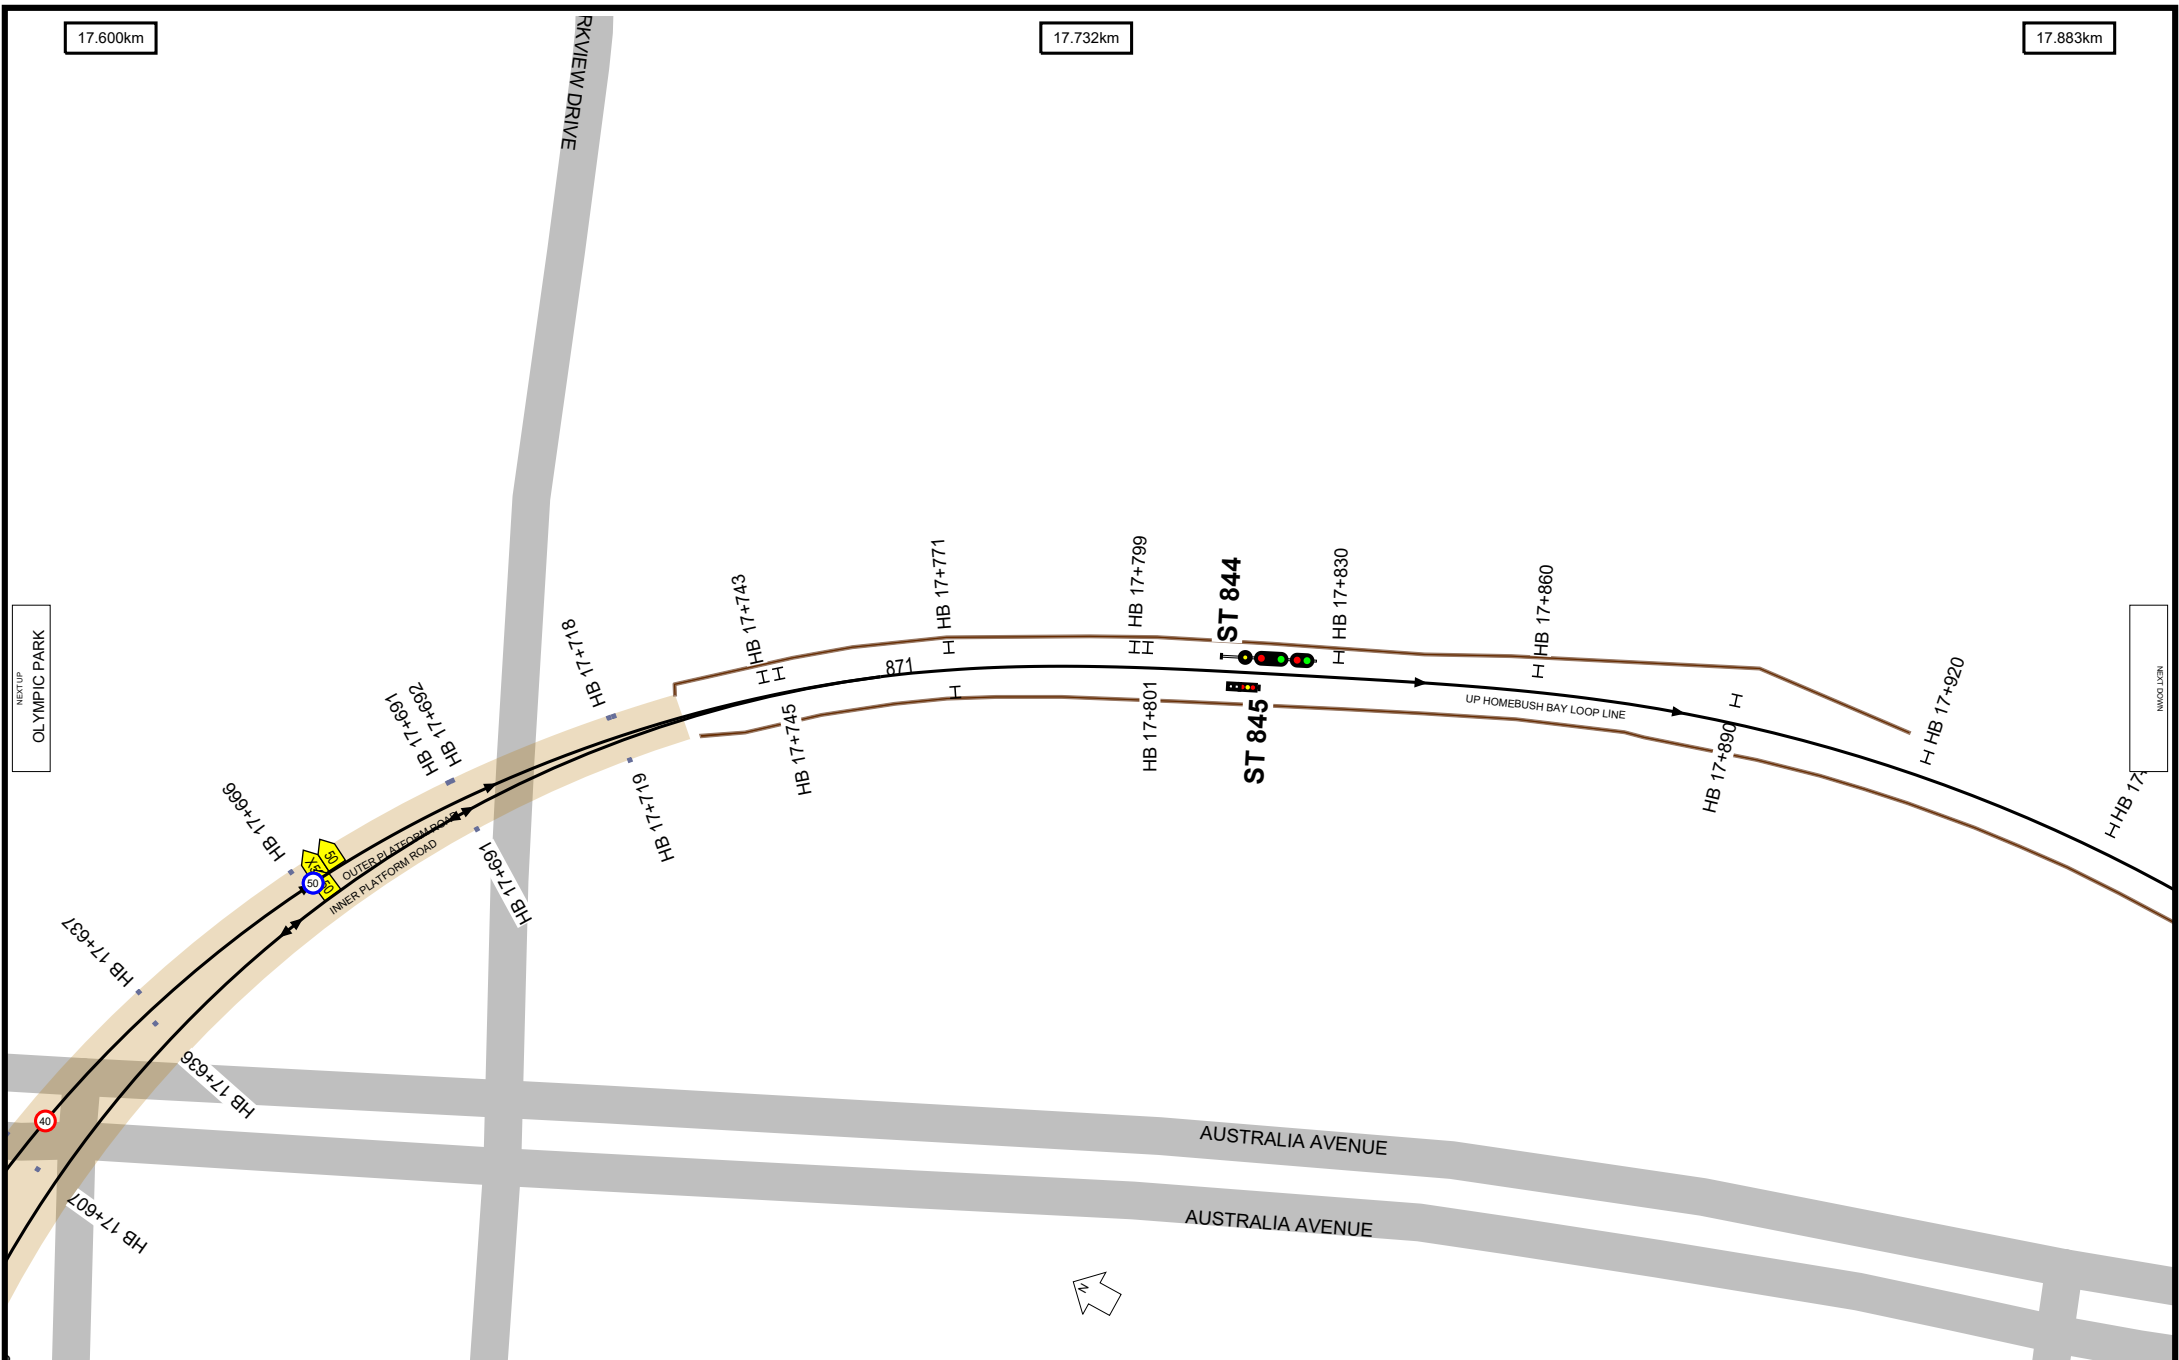 17.600km
17.732km
17.883km
RKVIEW DRIVE
NEXT UP
OLYMPIC PARK
NEXT DOWN
HB 17+743
HB 17+771
HB 17+799
ST 844
HB 17+830
HB 17+860
HB 17+718
871
HB 17+692
HB 17+691
HB 17+666
HB 17+745
HB 17+801
ST 845
UP HOMEBUSH BAY LOOP LINE
HB 17+890
HB 17+920
HB 17+
HB 17+719
HB 17+691
OUTER PLATFORM ROAD
INNER PLATFORM ROAD
50
50
HB 17+637
HB 17+636
40
HB 17+607
AUSTRALIA AVENUE
AUSTRALIA AVENUE
N